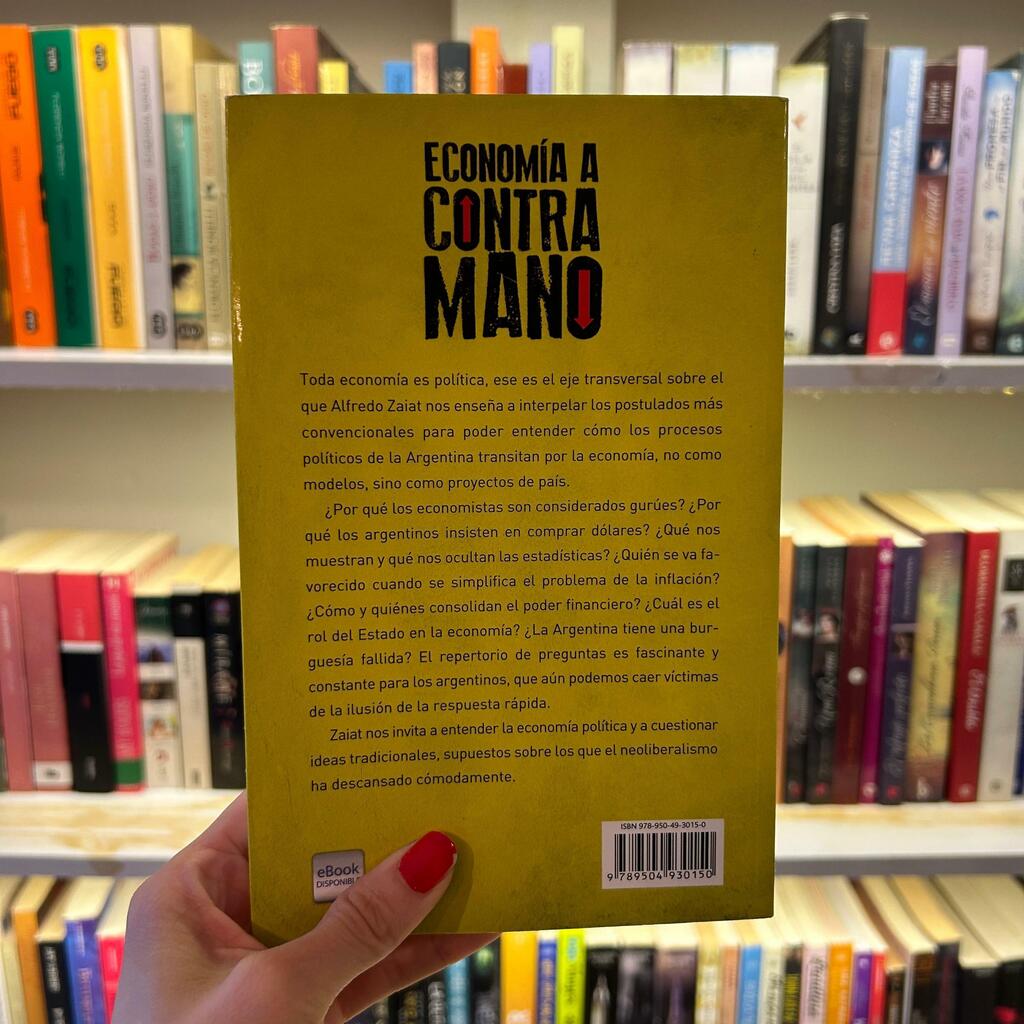 ECONOMÍA A
CONTRA
MANO
Toda economía es política, ese es el eje transversal sobre el
que Alfredo Zaiat nos enseña a interpelar los postulados más
convencionales para poder entender cómo los procesos
políticos de la Argentina transitan por la economía, no como
modelos, sino como proyectos de país.
¿Por qué los economistas son considerados gurúes? ¿Por
qué los argentinos insisten en comprar dólares? ¿Qué nos
muestran y qué nos ocultan las estadísticas? ¿Quién se va fa-
vorecido cuando se simplifica el problema de la inflación?
¿Cómo y quiénes consolidan el poder financiero? ¿Cuál es el
rol del Estado en la economía? ¿La Argentina tiene una bur-
guesía fallida? El repertorio de preguntas es fascinante y
constante para los argentinos, que aún podemos caer víctimas
de la ilusión de la respuesta rápida.
Zaiat nos invita a entender la economía política y a cuestionar
ideas tradicionales, supuestos sobre los que el neoliberalismo
ha descansado cómodamente.
ISBN 978-950-49-3015-0
9 789504 930150
eBook
DISPONIBLE